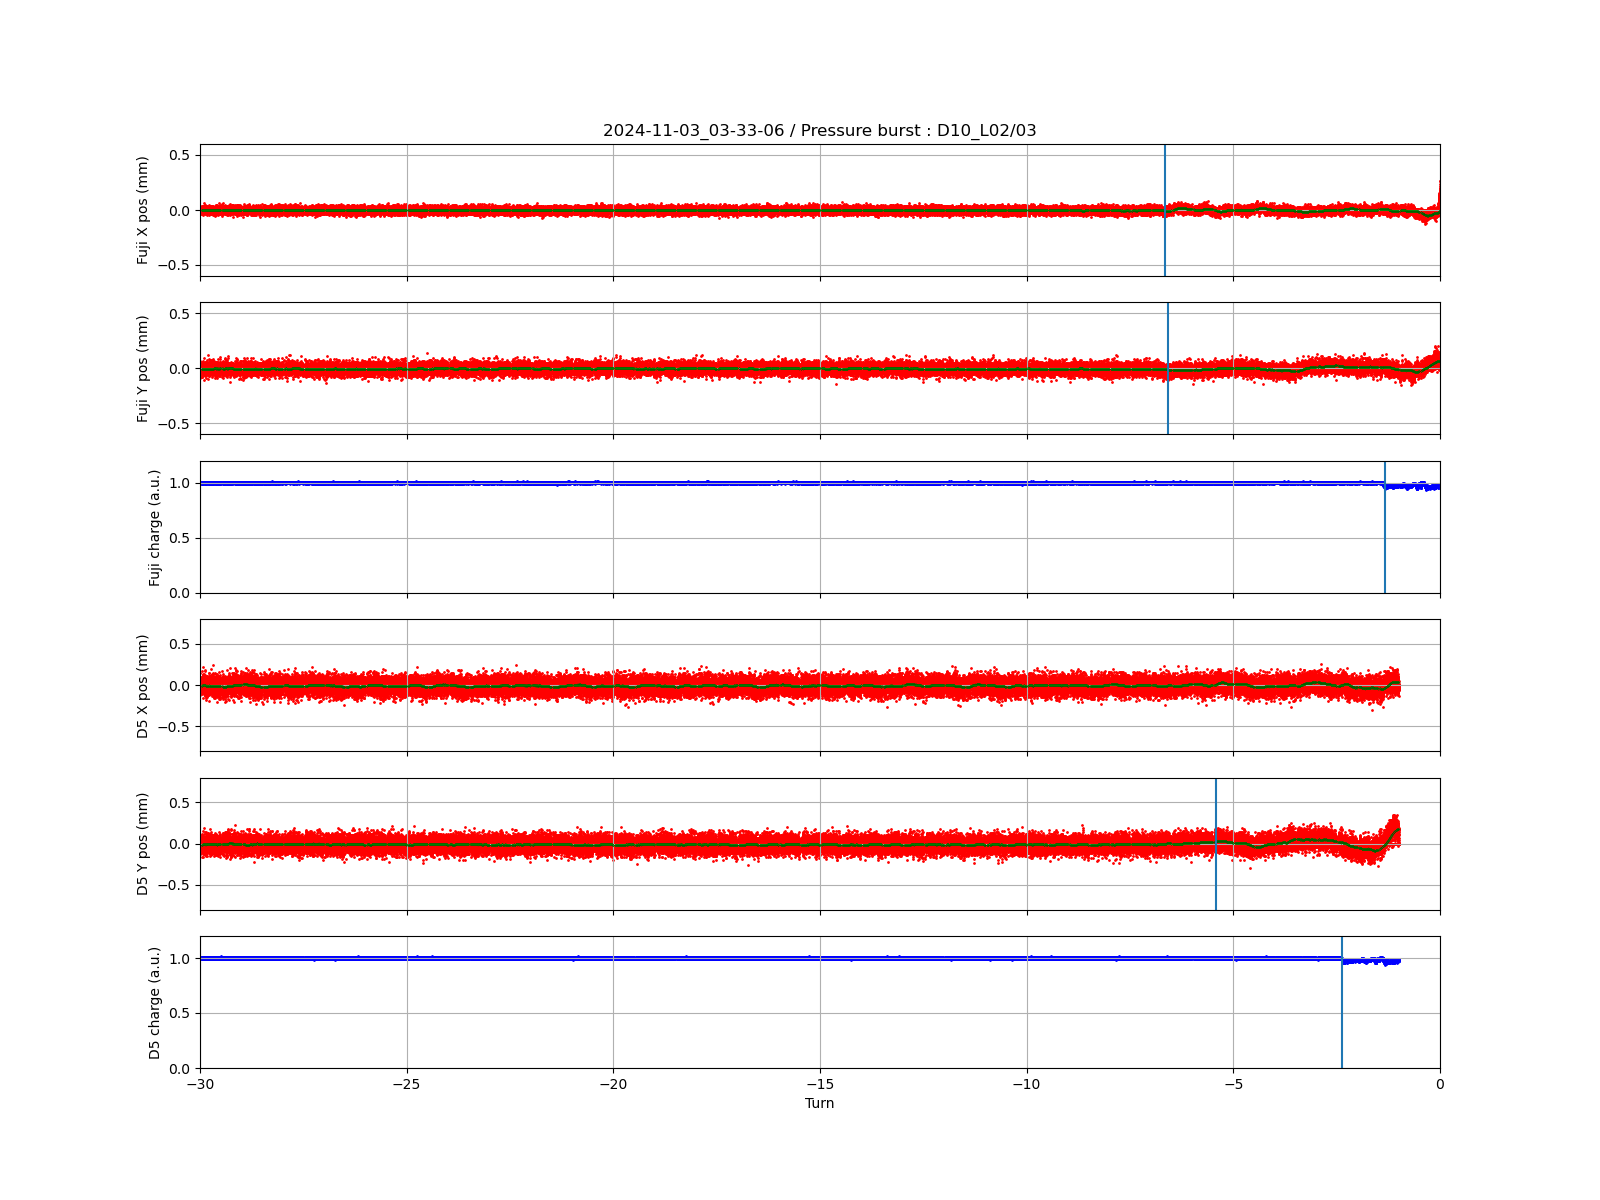 2024-11-03_03-33-06 / Pressure burst : D10_L02/03
Fuji X pos (mm)
0.5
0.0
−0.5
Fuji Y pos (mm)
0.5
0.0
−0.5
Fuji charge (a.u.)
1.0
0.5
0.0
D5 X pos (mm)
0.5
0.0
−0.5
D5 Y pos (mm)
0.5
0.0
−0.5
D5 charge (a.u.)
1.0
0.5
0.0
−30 −25 −20 −15 −10 −5 0
Turn